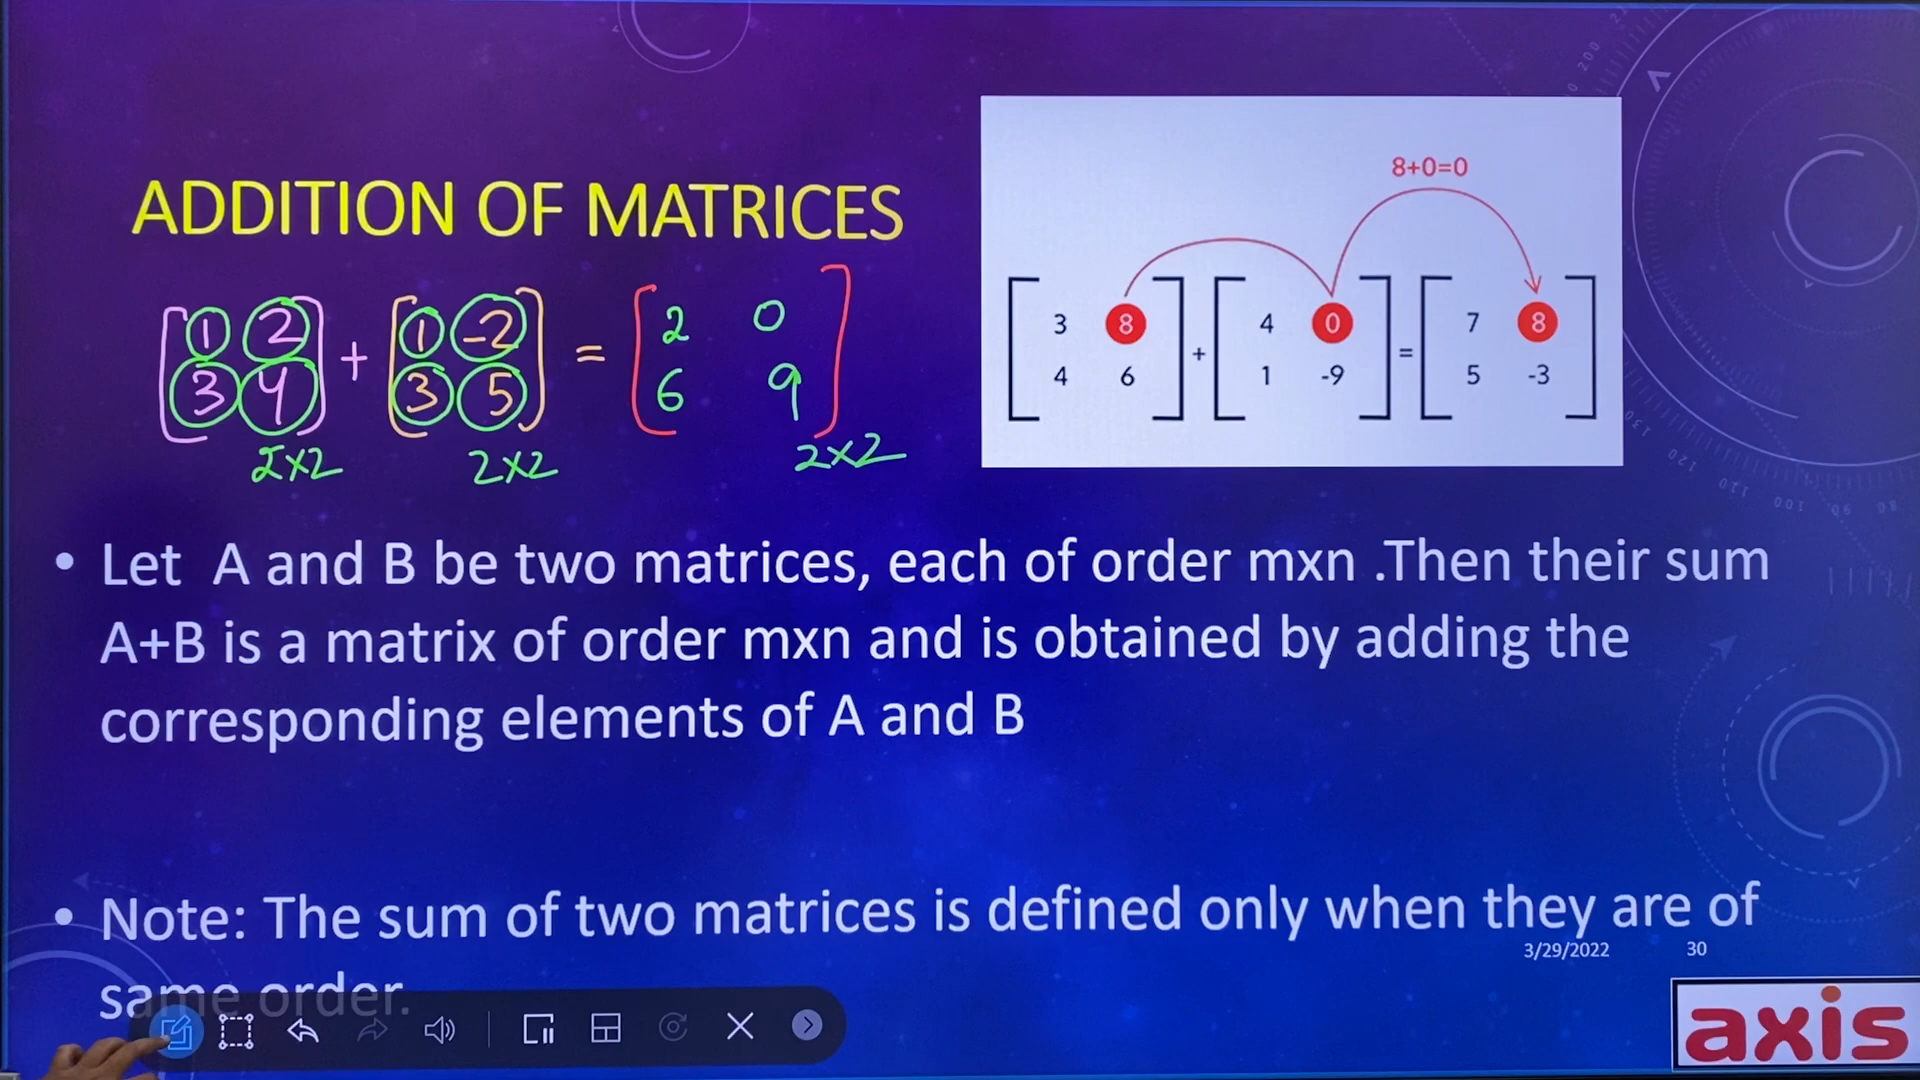 ADDITION OF MATRICES
1 2 + 1 -2 = 2 0
3 4 3 5 6 9
2x2 2x2 2x2
8+0=0
3 8 4 0 7 8
+ =
4 6 1 -9 5 -3
• Let A and B be two matrices, each of order mxn .Then their sum
A+B is a matrix of order mxn and is obtained by adding the
corresponding elements of A and B
• Note: The sum of two matrices is defined only when they are of
same order.
3/29/2022 30
axis